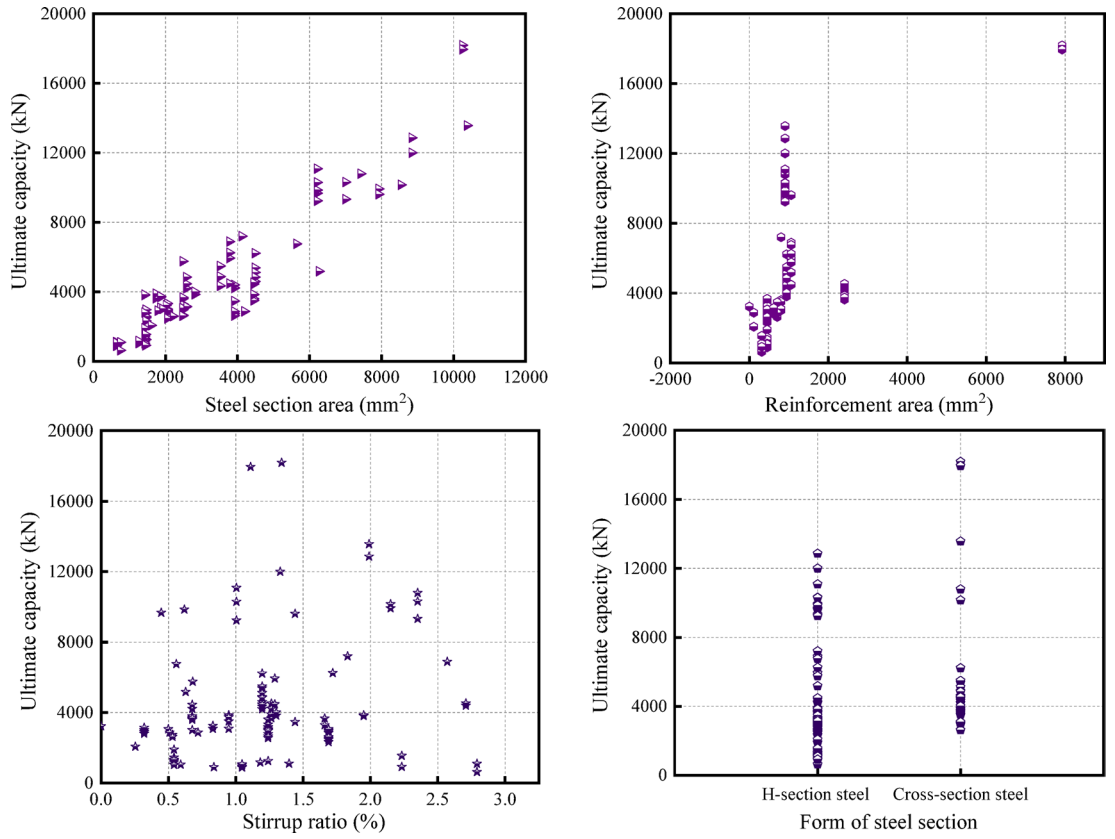 20000
16000
12000
8000
4000
0
Ultimate capacity (kN)
0 2000 4000 6000 8000 10000 12000
Steel section area (mm²)
20000
16000
12000
8000
4000
0
Ultimate capacity (kN)
-2000 0 2000 4000 6000 8000
Reinforcement area (mm²)
20000
16000
12000
8000
4000
0
Ultimate capacity (kN)
0.0 0.5 1.0 1.5 2.0 2.5 3.0
Stirrup ratio (%)
20000
16000
12000
8000
4000
0
Ultimate capacity (kN)
H-section steel Cross-section steel
Form of steel section